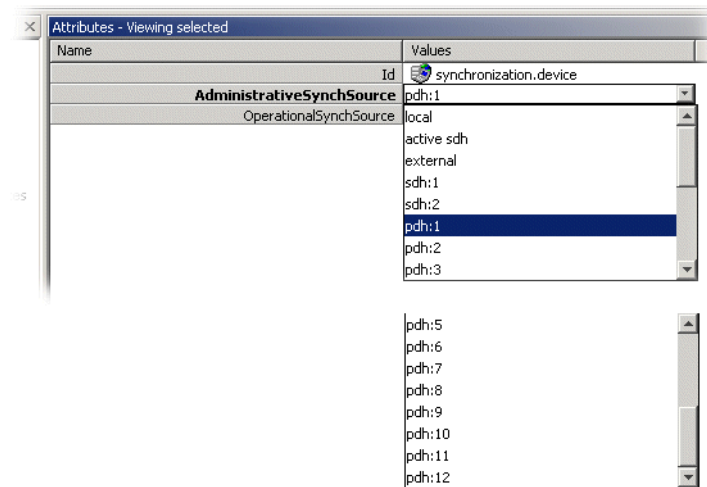 Attributes - Viewing selected
Name Values
Id synchronization.device
AdministrativeSynchSource pdh:1
OperationalSynchSource local
active sdh
external
sdh:1
es
sdh:2
pdh:1
pdh:2
pdh:3
pdh:5
pdh:6
pdh:7
pdh:8
pdh:9
pdh:10
pdh:11
pdh:12